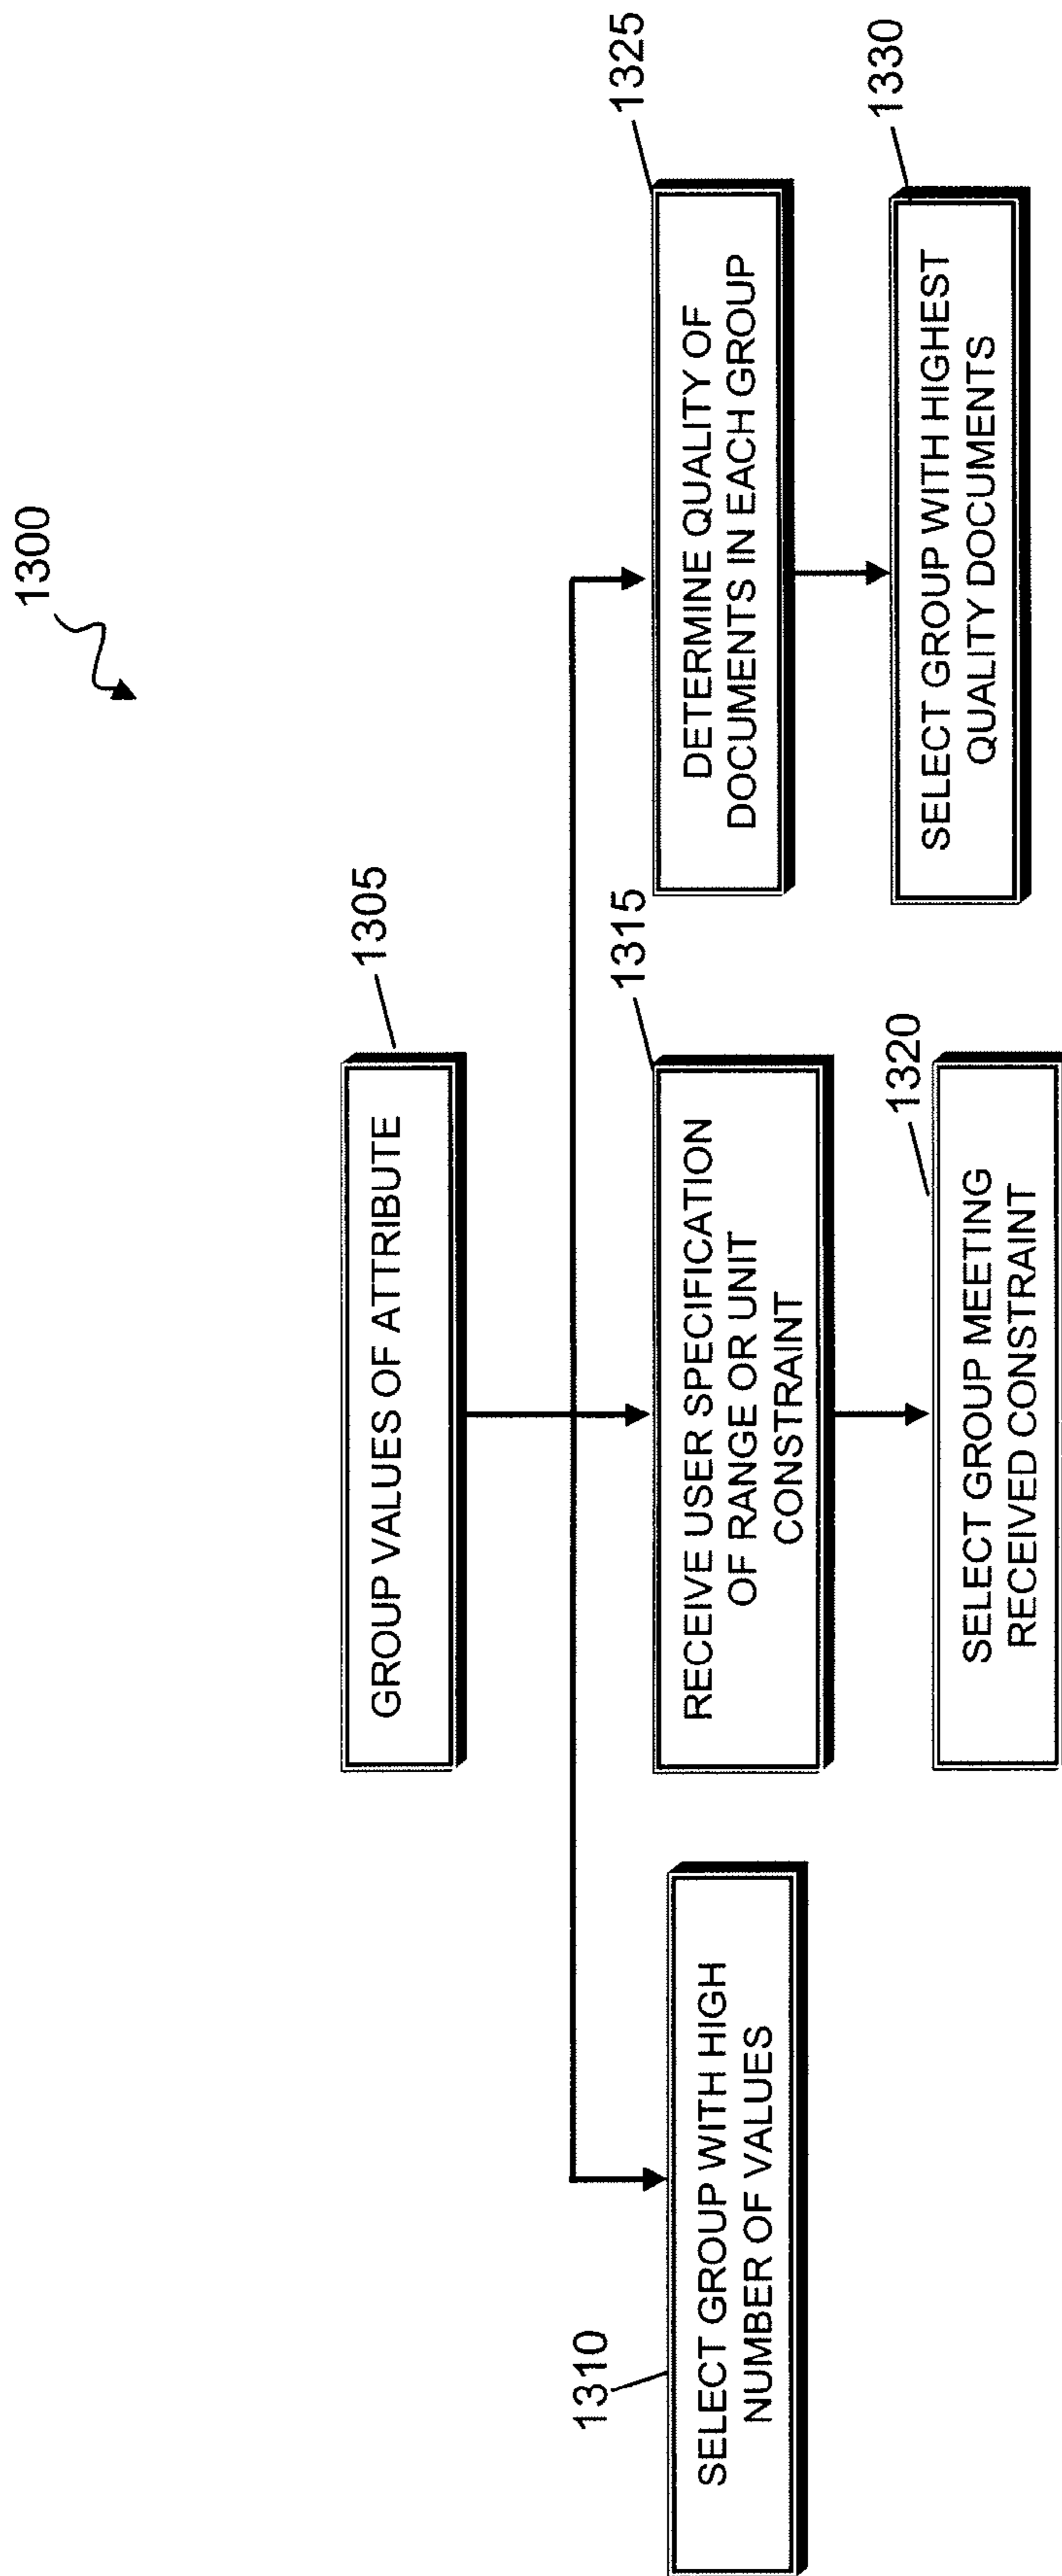 1300
1305
GROUP VALUES OF ATTRIBUTE
1310
SELECT GROUP WITH HIGH
NUMBER OF VALUES
1315
RECEIVE USER SPECIFICATION
OF RANGE OR UNIT
CONSTRAINT
1320
SELECT GROUP MEETING
RECEIVED CONSTRAINT
1325
DETERMINE QUALITY OF
DOCUMENTS IN EACH GROUP
1330
SELECT GROUP WITH HIGHEST
QUALITY DOCUMENTS